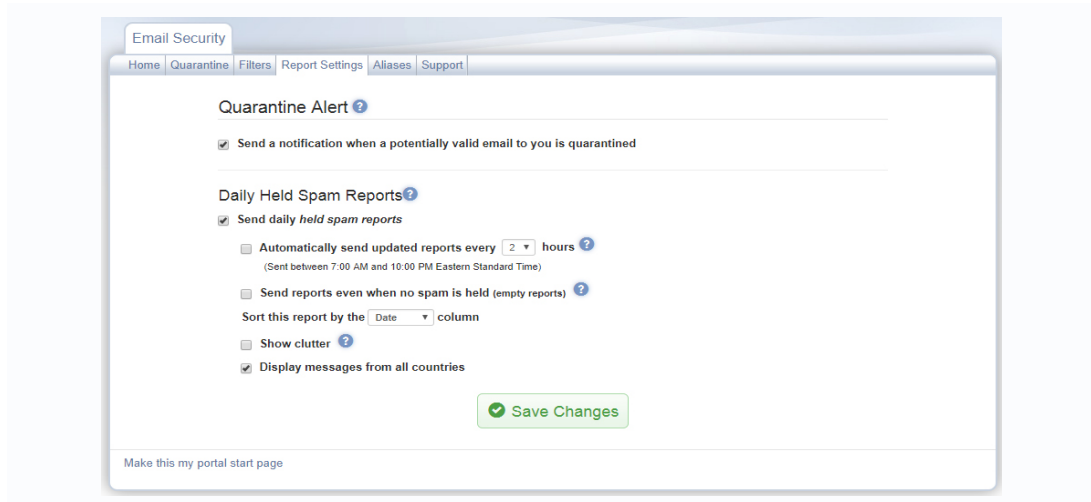 Email Security
Home Quarantine Filters Report Settings Aliases Support
Quarantine Alert ?
Send a notification when a potentially valid email to you is quarantined
Daily Held Spam Reports ?
Send daily held spam reports
Automatically send updated reports every 2 hours ?
(Sent between 7:00 AM and 10:00 PM Eastern Standard Time)
Send reports even when no spam is held (empty reports) ?
Sort this report by the Date column
Show clutter ?
Display messages from all countries
Save Changes
Make this my portal start page